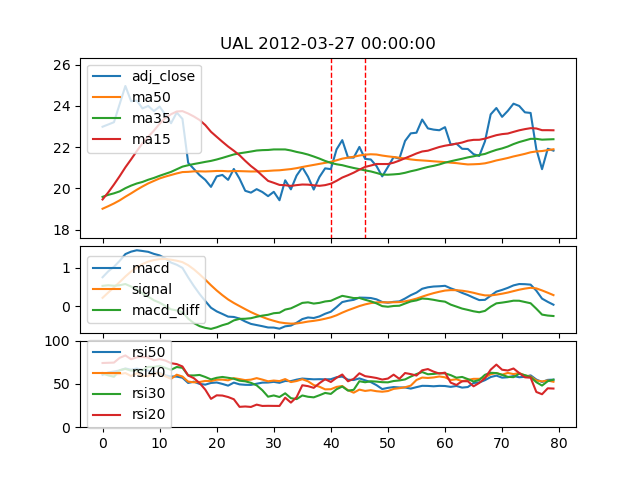 UAL 2012-03-27 00:00:00
26
24
22
20
18
adj_close
ma50
ma35
ma15
1
0
macd
signal
macd_diff
100
50
0
rsi50
rsi40
rsi30
rsi20
0 10 20 30 40 50 60 70 80